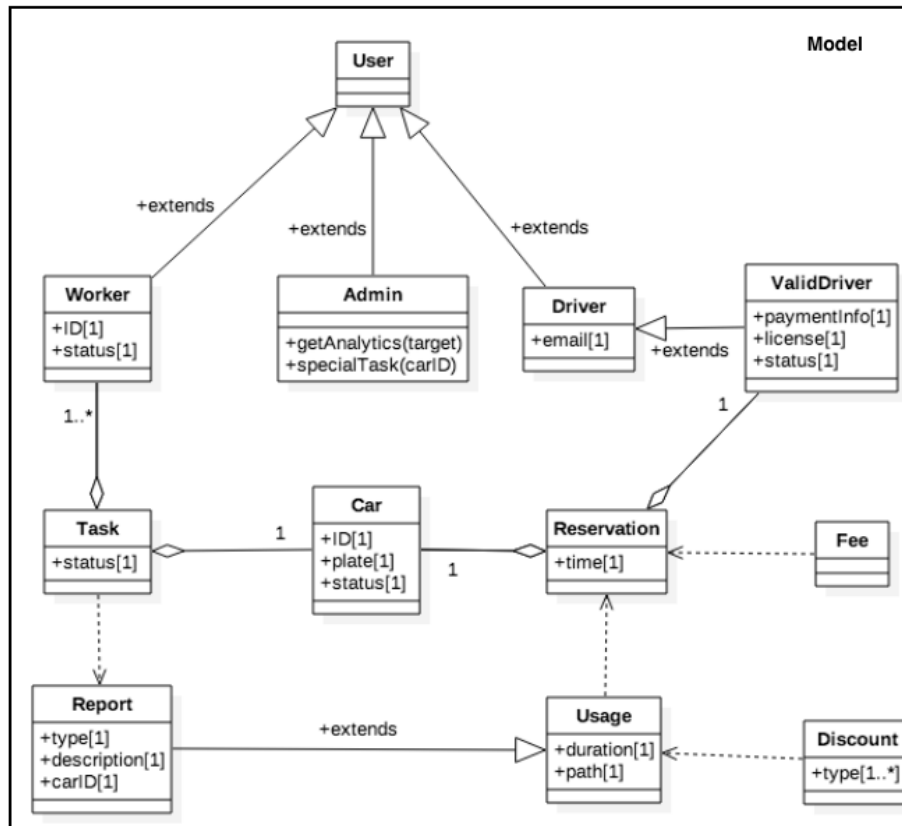 Model
User
+extends
+extends
+extends
Worker
+ID[1]
+status[1]
Admin
+getAnalytics(target)
+specialTask(carID)
Driver
+email[1]
ValidDriver
+paymentInfo[1]
+license[1]
+status[1]
+extends
1..*
1
Task
+status[1]
1
Car
+ID[1]
+plate[1]
+status[1]
1
Reservation
+time[1]
Fee
Report
+type[1]
+description[1]
+carID[1]
+extends
Usage
+duration[1]
+path[1]
Discount
+type[1..*]